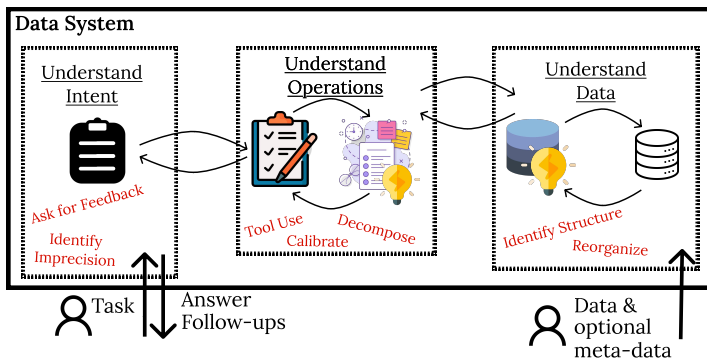 Data System
Understand
Intent
Ask for Feedback
Identify
Imprecision
Understand
Operations
Tool Use
Calibrate
Decompose
Understand
Data
Identify Structure
Reorganize
Task
Answer
Follow-ups
Data &
optional
meta-data